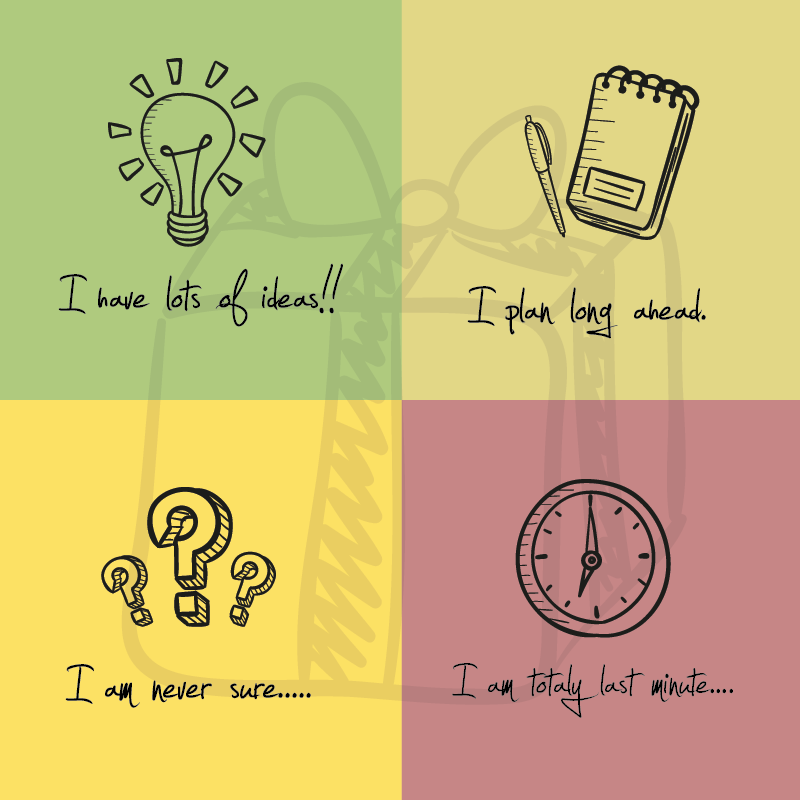 I have lots of ideas!!
I plan long ahead.
I am never sure.....
I am totaly last minute....